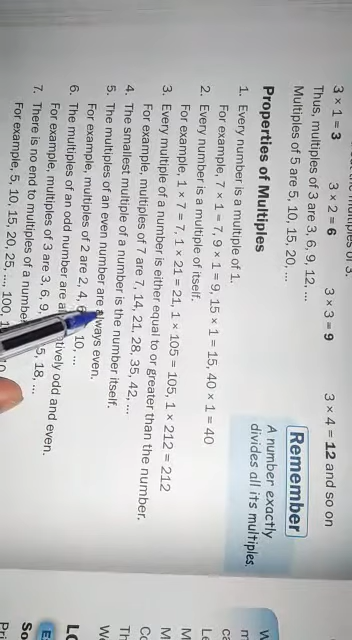 multiples of 3.
3 × 1 = 3 3 × 2 = 6 3 × 3 = 9 3 × 4 = 12 and so on
Thus, multiples of 3 are 3, 6, 9, 12, ...
Multiples of 5 are 5, 10, 15, 20, ...
Remember
A number exactly
divides all its multiples.
Properties of Multiples
1. Every number is a multiple of 1.
For example, 7 × 1 = 7, 9 × 1 = 9, 15 × 1 = 15, 40 × 1 = 40
2. Every number is a multiple of itself.
For example, 1 × 7 = 7, 1 × 21 = 21, 1 × 105 = 105, 1 × 212 = 212
3. Every multiple of a number is either equal to or greater than the number.
For example, multiples of 7 are 7, 14, 21, 28, 35, 42, ...
4. The smallest multiple of a number is the number itself.
5. The multiples of an even number are always even.
For example, multiples of 2 are 2, 4, 6 10, ...
6. The multiples of an odd number are tively odd and even.
For example, multiples of 3 are 3, 6, 9, 5, 18, ...
7. There is no end to multiples of a number
For example, 5, 10, 15, 20, 25, ..., 100,